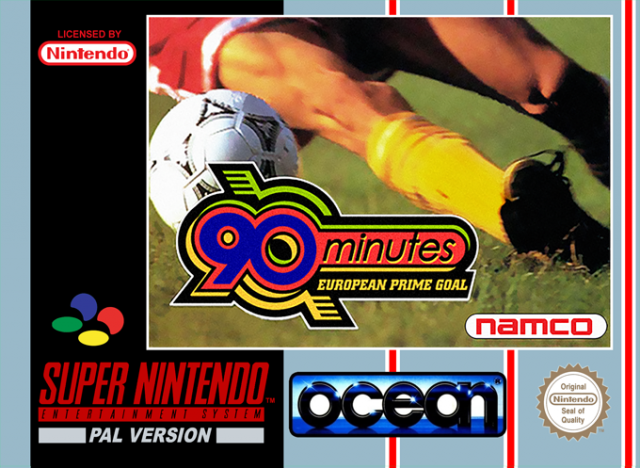 LICENSED BY
Nintendo
90 minutes
EUROPEAN PRIME GOAL
namco
SUPER NINTENDO
ENTERTAINMENT SYSTEM
PAL VERSION
TM
ocean
®
Original
Nintendo
Seal of
Quality